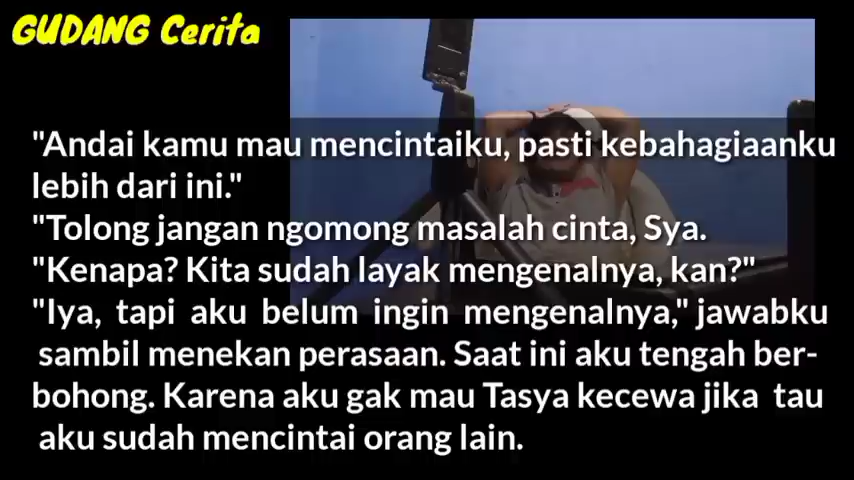 GUDANG Cerita
"Andai kamu mau mencintaiku, pasti kebahagiaanku
lebih dari ini."
"Tolong jangan ngomong masalah cinta, Sya.
"Kenapa? Kita sudah layak mengenalnya, kan?"
"Iya, tapi aku belum ingin mengenalnya," jawabku
sambil menekan perasaan. Saat ini aku tengah ber-
bohong. Karena aku gak mau Tasya kecewa jika tau
aku sudah mencintai orang lain.